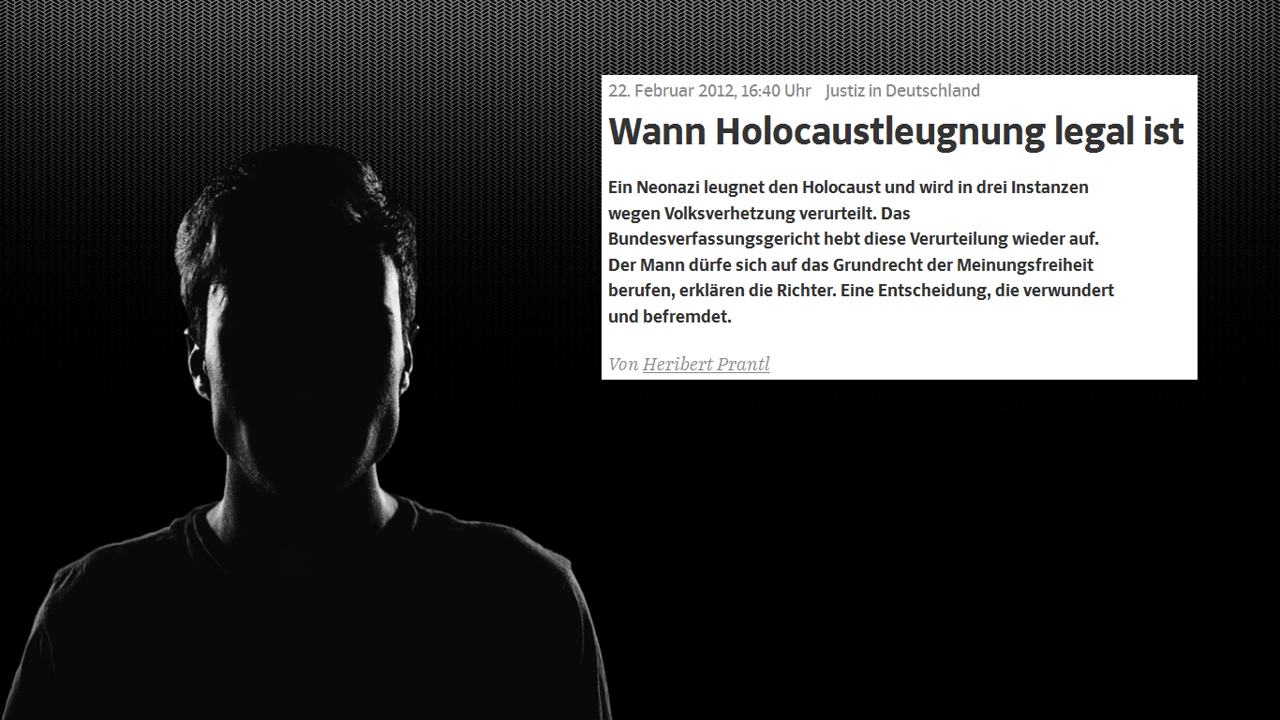 22. Februar 2012, 16:40 Uhr Justiz in Deutschland
Wann Holocaustleugnung legal ist
Ein Neonazi leugnet den Holocaust und wird in drei Instanzen
wegen Volksverhetzung verurteilt. Das
Bundesverfassungsgericht hebt diese Verurteilung wieder auf.
Der Mann dürfe sich auf das Grundrecht der Meinungsfreiheit
berufen, erklären die Richter. Eine Entscheidung, die verwundert
und befremdet.
Von Heribert Prantl